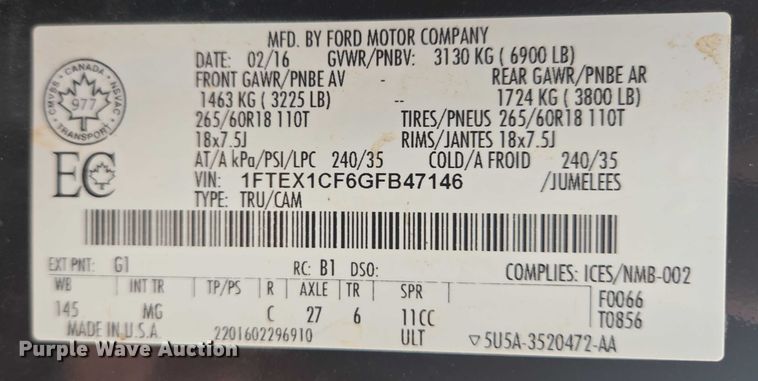 MFD. BY FORD MOTOR COMPANY
DATE: 02/16 GVWR/PNBV: 3130 KG ( 6900 LB)
FRONT GAWR/PNBE AV - REAR GAWR/PNBE AR
1463 KG ( 3225 LB) -- 1724 KG ( 3800 LB)
265/60R18 110T TIRES/PNEUS 265/60R18 110T
18x7.5J RIMS/JANTES 18x7.5J
AT/A kPa/PSI/LPC 240/35 COLD/A FROID 240/35
VIN: 1FTEX1CF6GFB47146 /JUMELEES
TYPE: TRU/CAM
CANADA
CMVSS NSVAC
977
TRANSPORT
EC
EXT PNT: G1 RC: B1 DSO: COMPLIES: ICES/NMB-002
WB INT TR TP/PS R AXLE TR SPR F0066
145 MG C 27 6 11CC T0856
MADE IN U.S.A. 2201602296910 ULT ▽5U5A-3520472-AA
Purple Wave Auction